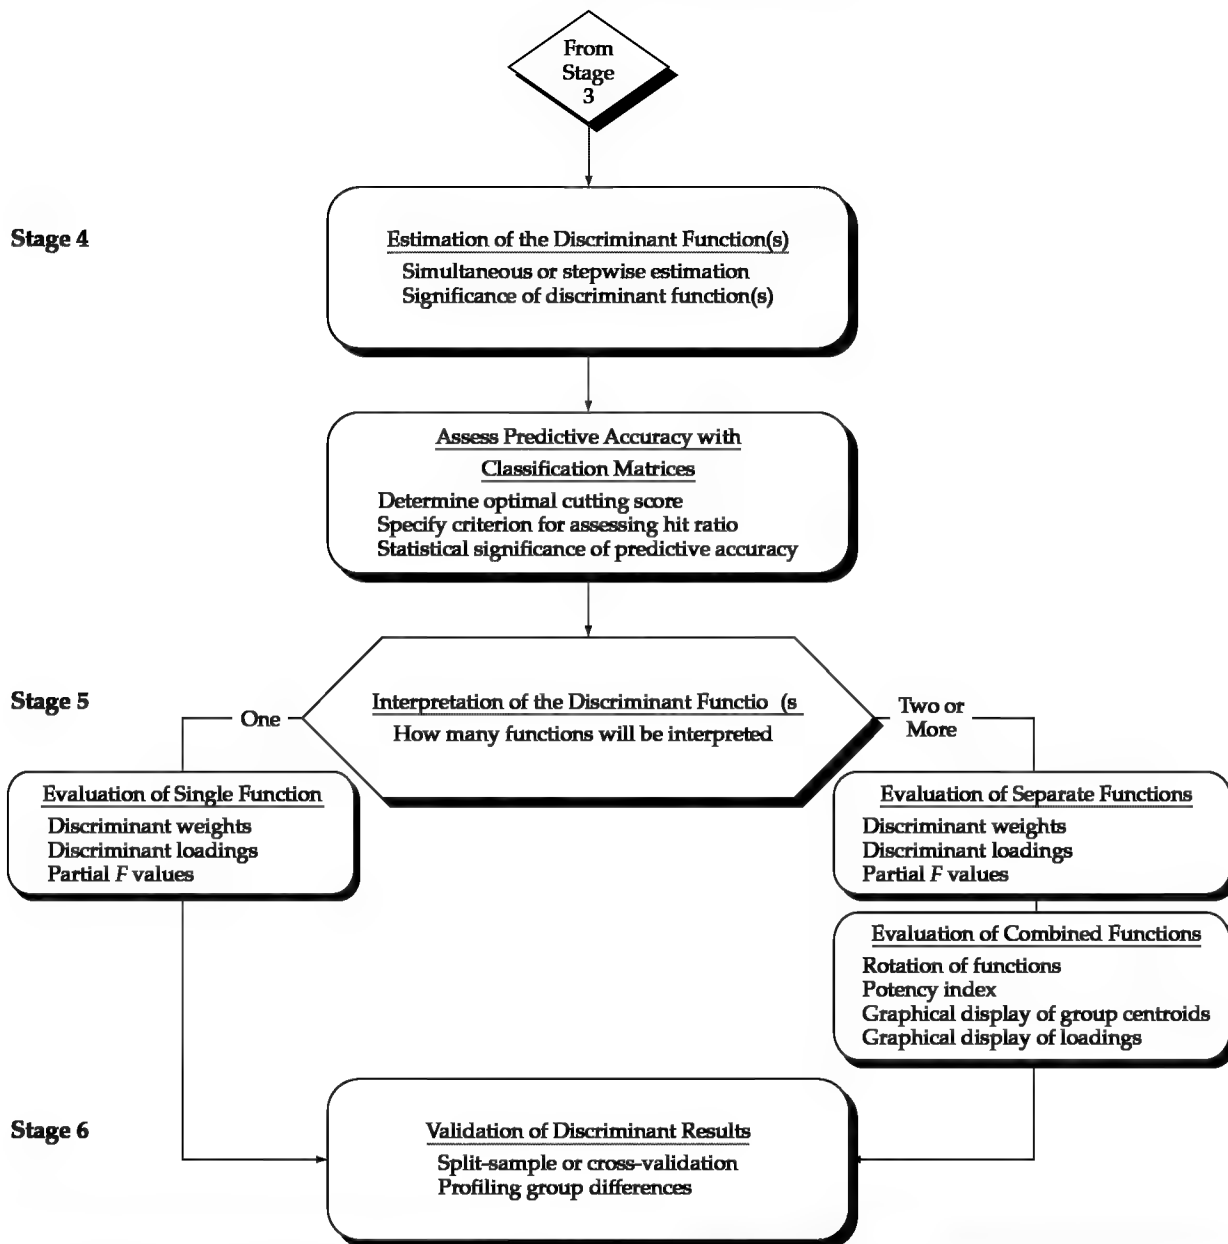 From
Stage
3
Stage 4
Estimation of the Discriminant Function(s)
Simultaneous or stepwise estimation
Significance of discriminant function(s)
Assess Predictive Accuracy with
Classification Matrices
Determine optimal cutting score
Specify criterion for assessing hit ratio
Statistical significance of predictive accuracy
Stage 5
Interpretation of the Discriminant Functio (s
How many functions will be interpreted
One
Two or
More
Evaluation of Single Function
Discriminant weights
Discriminant loadings
Partial F values
Evaluation of Separate Functions
Discriminant weights
Discriminant loadings
Partial F values
Evaluation of Combined Functions
Rotation of functions
Potency index
Graphical display of group centroids
Graphical display of loadings
Stage 6
Validation of Discriminant Results
Split-sample or cross-validation
Profiling group differences